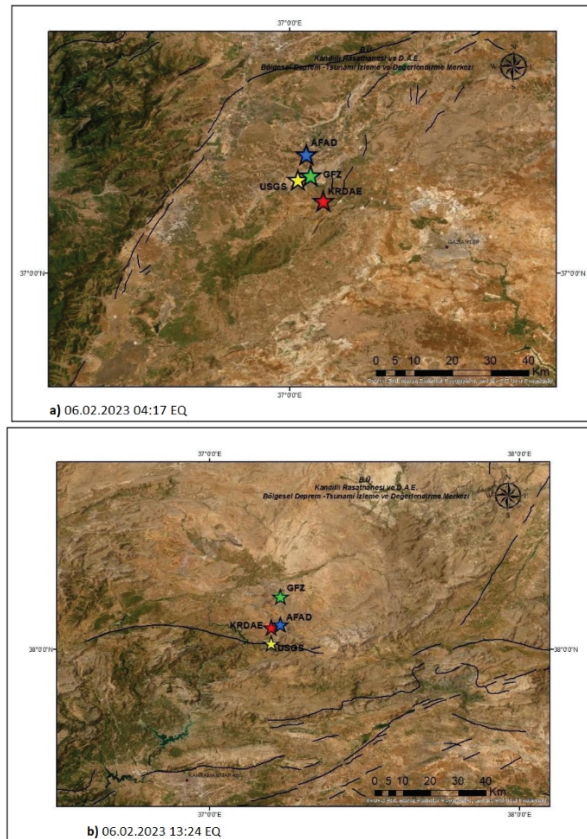 37°0'0"N
B.Ü.
Kandilli Rasathanesi ve D.A.E.
Bölgesel Deprem -Tsunami İzleme ve Değerlendirme Merkezi
AFAD
GFZ
USGS
KRDAE
GAZİANTEP
37°0'0"N
37°0'0"N
0 5 10 20 30 40
Km
37°0'0"N
a) 06.02.2023 04:17 EQ
37°0'0"E
38°0'0"E
B.Ü.
Kandilli Rasathanesi ve D.A.E.
Bölgesel Deprem -Tsunami İzleme ve Değerlendirme Merkezi
GFZ
KRDAE
AFAD
USGS
38°0'0"N
38°0'0"N
0 5 10 20 30 40
Km
37°0'0"E
38°0'0"E
b) 06.02.2023 13:24 EQ